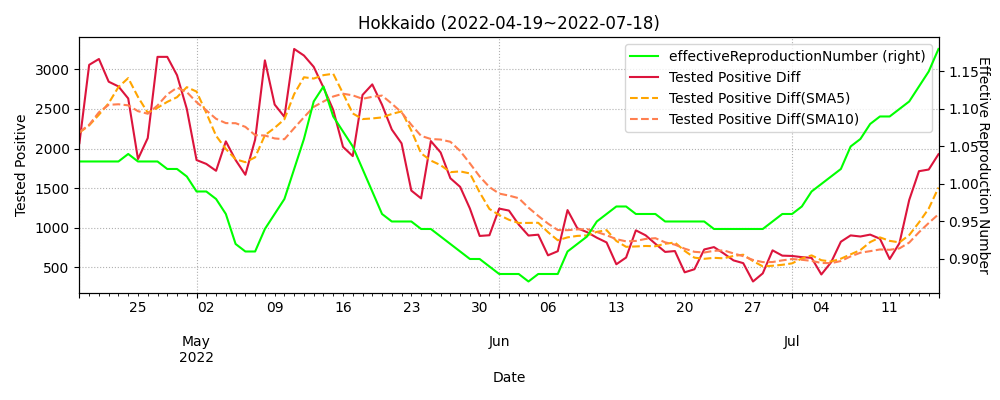 Hokkaido (2022-04-19~2022-07-18)
effectiveReproductionNumber (right)
Tested Positive Diff
Tested Positive Diff(SMA5)
Tested Positive Diff(SMA10)
Tested Positive
3000
2500
2000
1500
1000
500
1.15
1.10
1.05
1.00
0.95
0.90
Effective Reproduction Number
25 02 09 16 23 30 06 13 20 27 04 11
May Jun Jul
2022
Date